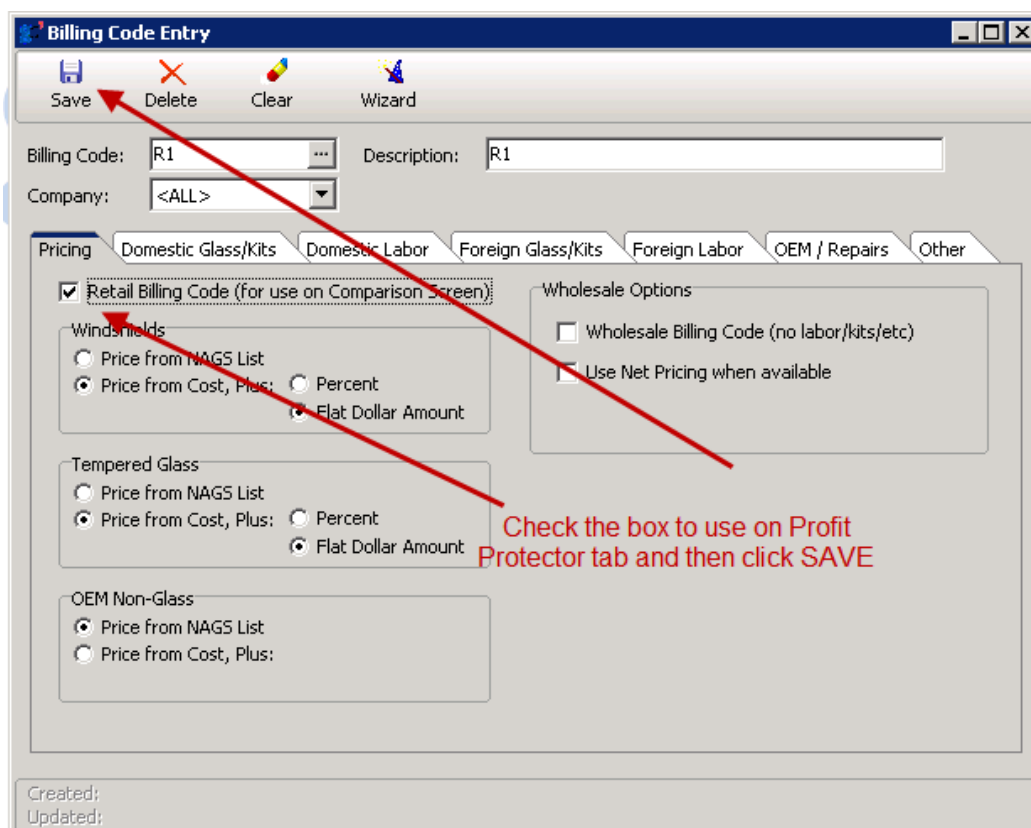 Billing Code Entry
Save Delete Clear Wizard
Billing Code: R1 ... Description: R1
Company: <ALL>
Pricing Domestic Glass/Kits Domestic Labor Foreign Glass/Kits Foreign Labor OEM / Repairs Other
Retail Billing Code (for use on Comparison Screen)
Windshields
Price from NAGS List
Price from Cost, Plus: Percent
Flat Dollar Amount
Wholesale Options
Wholesale Billing Code (no labor/kits/etc)
Use Net Pricing when available
Tempered Glass
Price from NAGS List
Price from Cost, Plus: Percent
Flat Dollar Amount
Check the box to use on Profit
Protector tab and then click SAVE
OEM Non-Glass
Price from NAGS List
Price from Cost, Plus:
Created:
Updated: